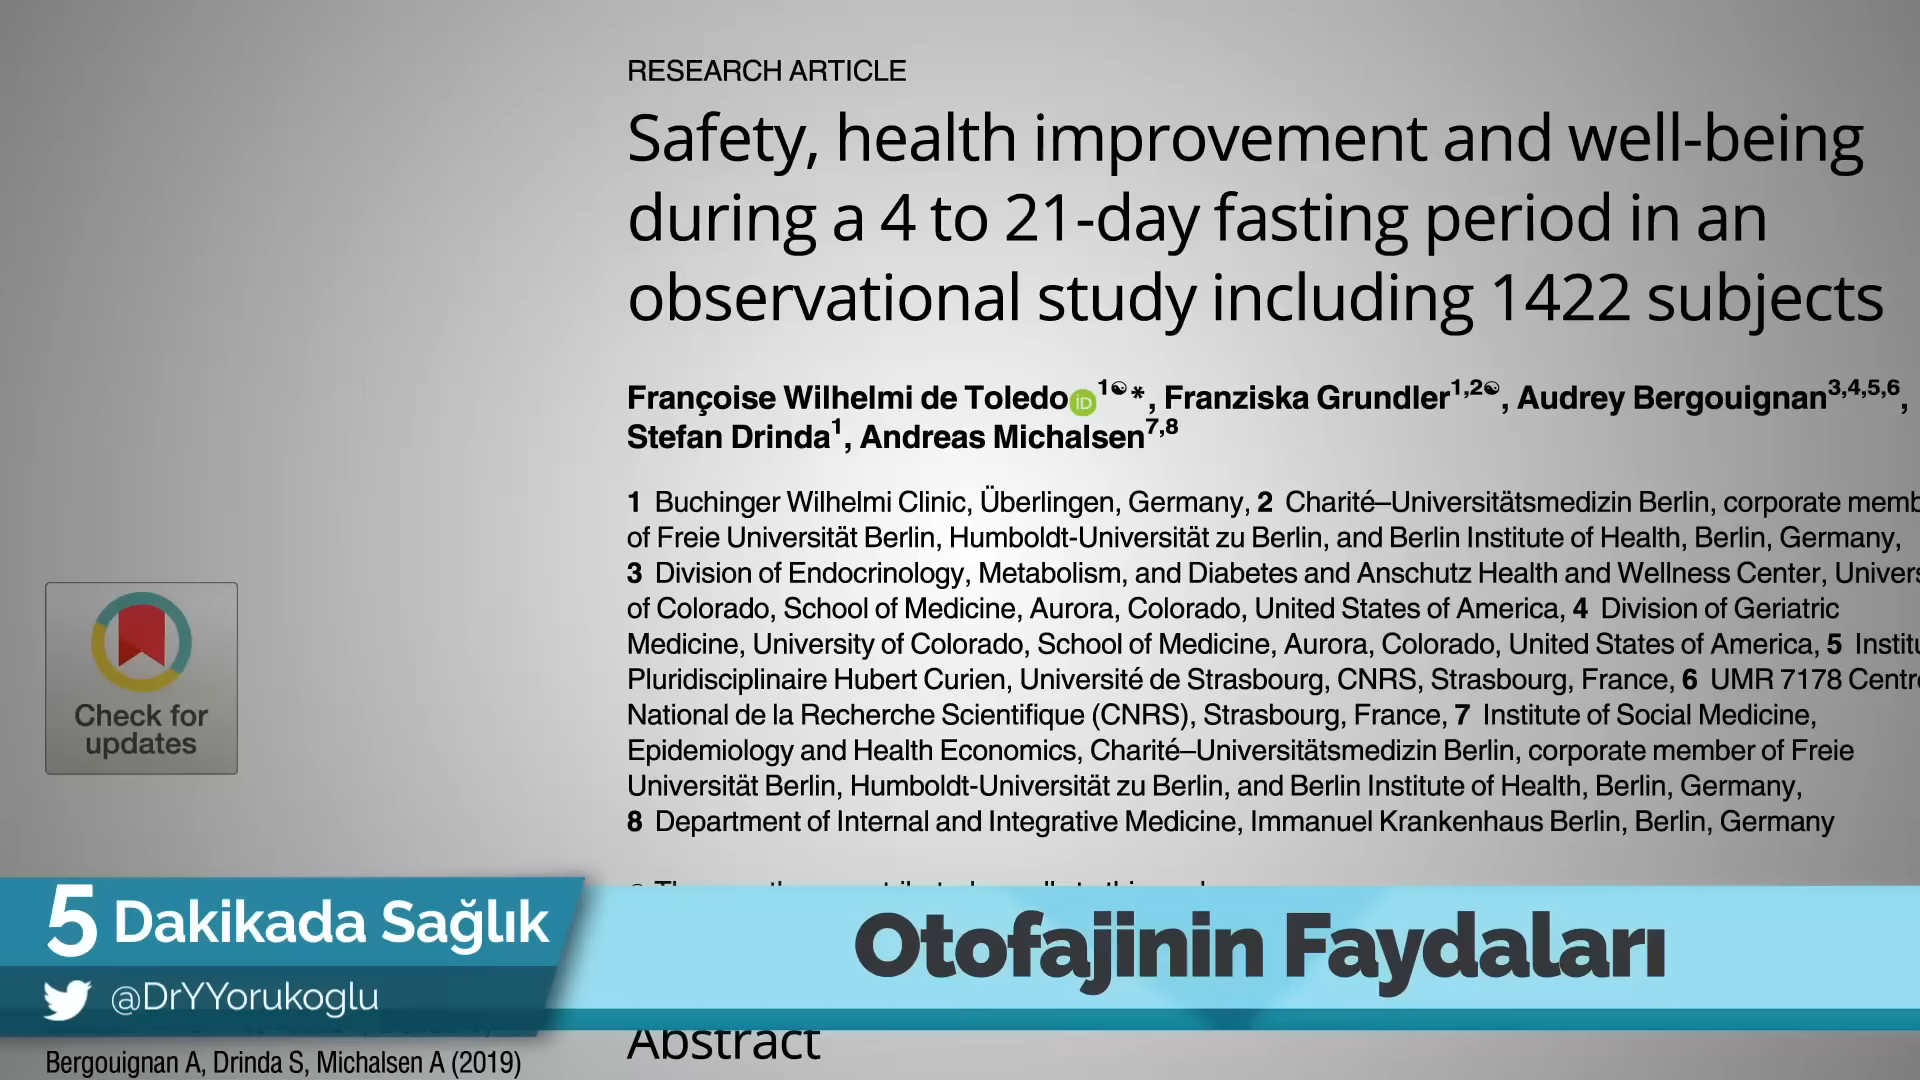 RESEARCH ARTICLE
Safety, health improvement and well-being
during a 4 to 21-day fasting period in an
observational study including 1422 subjects
Françoise Wilhelmi de Toledo iD 1☯*, Franziska Grundler1,2☯, Audrey Bergouignan3,4,5,6,
Stefan Drinda1, Andreas Michalsen7,8
1 Buchinger Wilhelmi Clinic, Überlingen, Germany, 2 Charité–Universitätsmedizin Berlin, corporate
of Freie Universität Berlin, Humboldt-Universität zu Berlin, and Berlin Institute of Health, Berlin, Germany,
3 Division of Endocrinology, Metabolism, and Diabetes and Anschutz Health and Wellness Center,
of Colorado, School of Medicine, Aurora, Colorado, United States of America, 4 Division of Geriatric
Medicine, University of Colorado, School of Medicine, Aurora, Colorado, United States of America, 5
Pluridisciplinaire Hubert Curien, Université de Strasbourg, CNRS, Strasbourg, France, 6 UMR 7178 Centre
National de la Recherche Scientifique (CNRS), Strasbourg, France, 7 Institute of Social Medicine,
Epidemiology and Health Economics, Charité–Universitätsmedizin Berlin, corporate member of Freie
Universität Berlin, Humboldt-Universität zu Berlin, and Berlin Institute of Health, Berlin, Germany,
8 Department of Internal and Integrative Medicine, Immanuel Krankenhaus Berlin, Berlin, Germany
Check for
updates
5 Dakikada Sağlık
@DrYYorukoglu
Otofajinin Faydaları
Abstract
Bergouignan A, Drinda S, Michalsen A (2019)